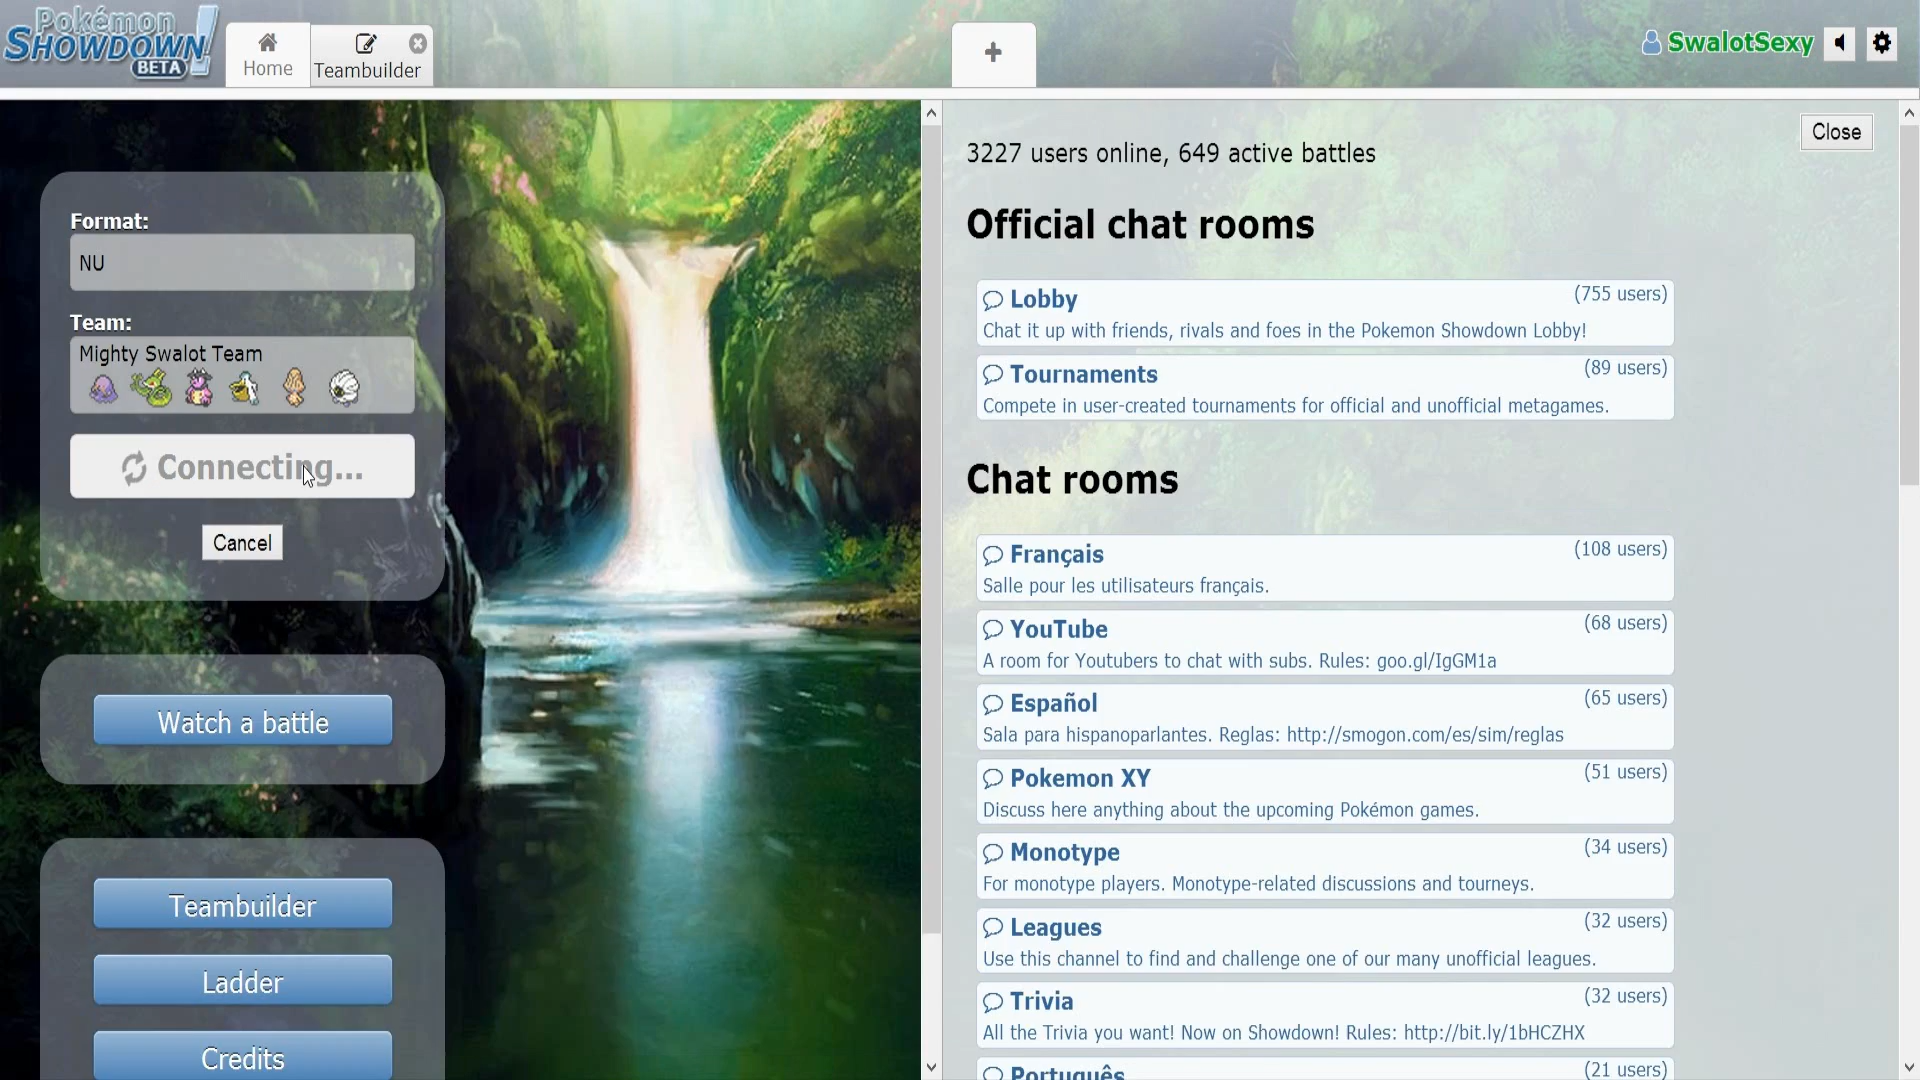 Pokémon
SHOWDOWN!
BETA
Home
Teambuilder
+
SwalotSexy
Format:
NU
Team:
Mighty Swalot Team
Connecting...
Cancel
Watch a battle
Teambuilder
Ladder
Credits
Close
3227 users online, 649 active battles
Official chat rooms
Lobby (755 users)
Chat it up with friends, rivals and foes in the Pokemon Showdown Lobby!
Tournaments (89 users)
Compete in user-created tournaments for official and unofficial metagames.
Chat rooms
Français (108 users)
Salle pour les utilisateurs français.
YouTube (68 users)
A room for Youtubers to chat with subs. Rules: goo.gl/IgGM1a
Español (65 users)
Sala para hispanoparlantes. Reglas: http://smogon.com/es/sim/reglas
Pokemon XY (51 users)
Discuss here anything about the upcoming Pokémon games.
Monotype (34 users)
For monotype players. Monotype-related discussions and tourneys.
Leagues (32 users)
Use this channel to find and challenge one of our many unofficial leagues.
Trivia (32 users)
All the Trivia you want! Now on Showdown! Rules: http://bit.ly/1bHCZHX
Português (21 users)